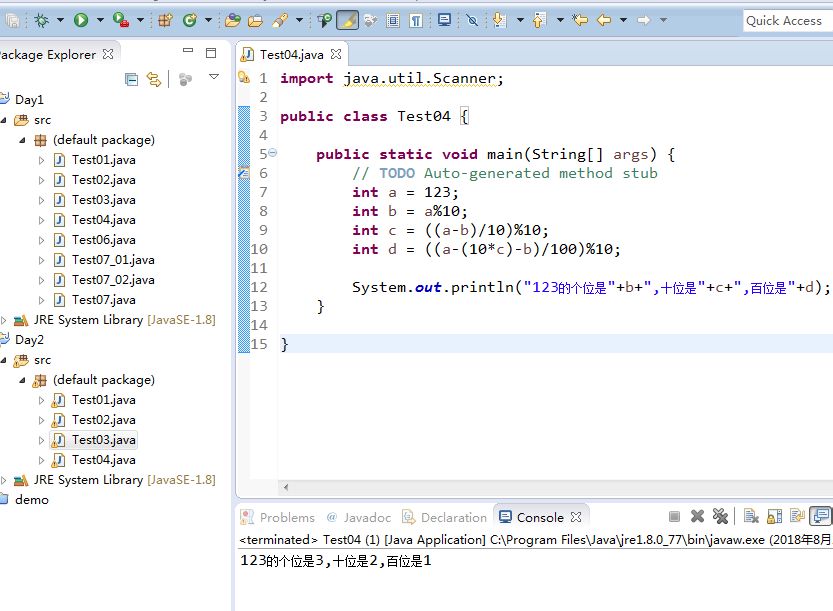 Quick Access
Package Explorer
Day1
src
(default package)
Test01.java
Test02.java
Test03.java
Test04.java
Test06.java
Test07_01.java
Test07_02.java
Test07.java
JRE System Library [JavaSE-1.8]
Day2
src
(default package)
Test01.java
Test02.java
Test03.java
Test04.java
JRE System Library [JavaSE-1.8]
demo
Test04.java
1 import java.util.Scanner;
2
3 public class Test04 {
4
5 public static void main(String[] args) {
6 // TODO Auto-generated method stub
7 int a = 123;
8 int b = a%10;
9 int c = ((a-b)/10)%10;
10 int d = ((a-(10*c)-b)/100)%10;
11
12 System.out.println("123的个位是"+b+",十位是"+c+",百位是"+d);
13 }
14
15 }
Problems @ Javadoc Declaration Console
<terminated> Test04 (1) [Java Application] C:\Program Files\Java\jre1.8.0_77\bin\javaw.exe (2018年8月
123的个位是3,十位是2,百位是1